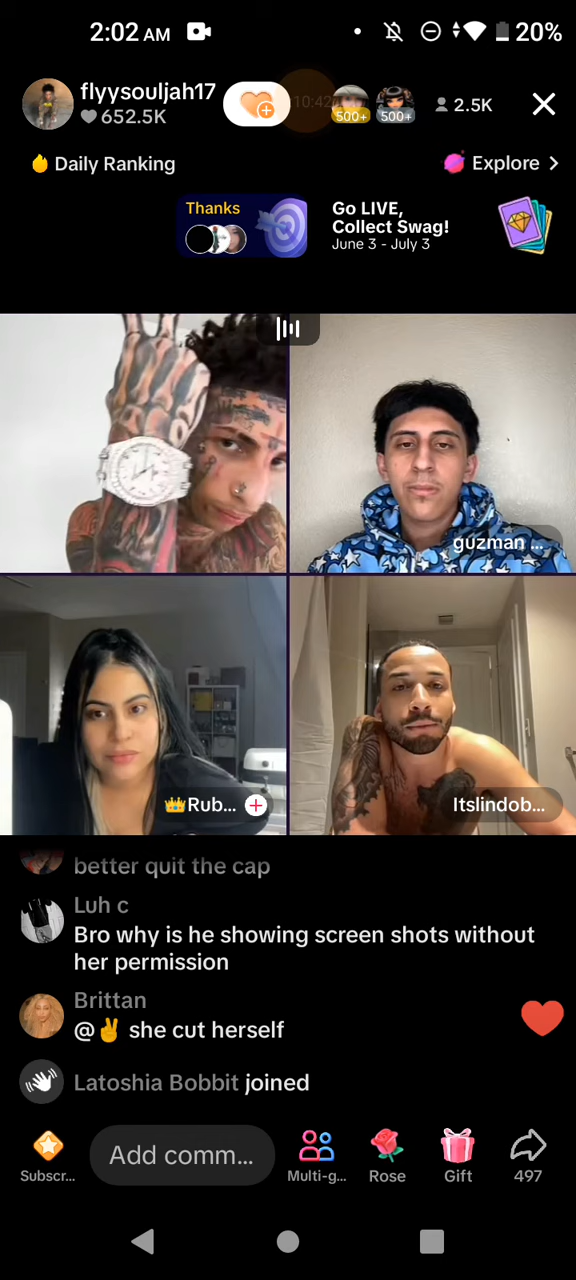 2:02 AM
20%
flyysouljah17
652.5K
10:42
500+
500+
2.5K
Daily Ranking
Explore >
Thanks
Go LIVE,
Collect Swag!
June 3 - July 3
guzman ...
👑Rub...
Itslindob...
better quit the cap
Luh c
Bro why is he showing screen shots without
her permission
Brittan
@✌ she cut herself
Latoshia Bobbit joined
Subscr...
Add comm...
Multi-g...
Rose
Gift
497